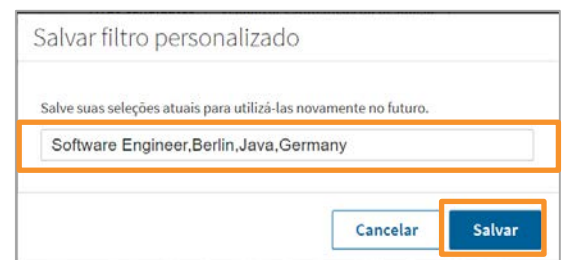 Salvar filtro personalizado
Salve suas seleções atuais para utilizá-las novamente no futuro.
Software Engineer,Berlin,Java,Germany
Cancelar Salvar